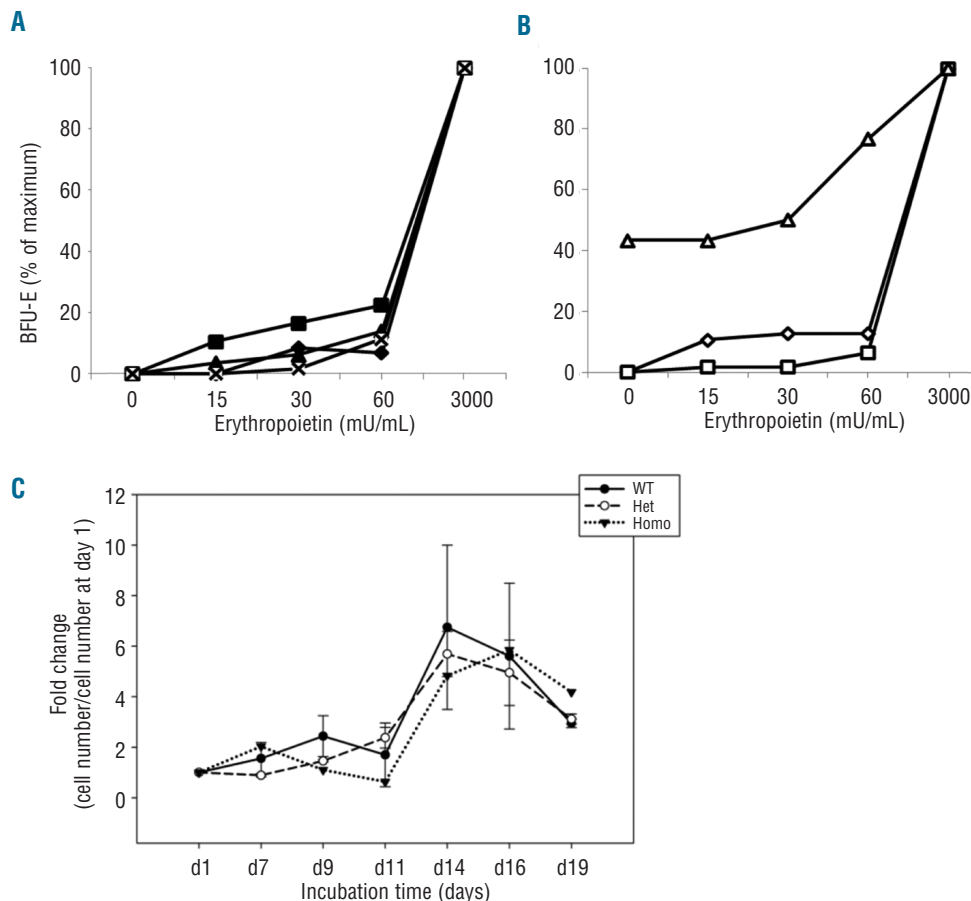 A
100
80
60
40
20
0
BFU-E (% of maximum)
0 15 30 60 3000
Erythropoietin (mU/mL)
B
100
80
60
40
20
0
0 15 30 60 3000
Erythropoietin (mU/mL)
C
WT
Het
Homo
12
10
8
6
4
2
0
Fold change
(cell number/cell number at day 1)
d1 d7 d9 d11 d14 d16 d19
Incubation time (days)